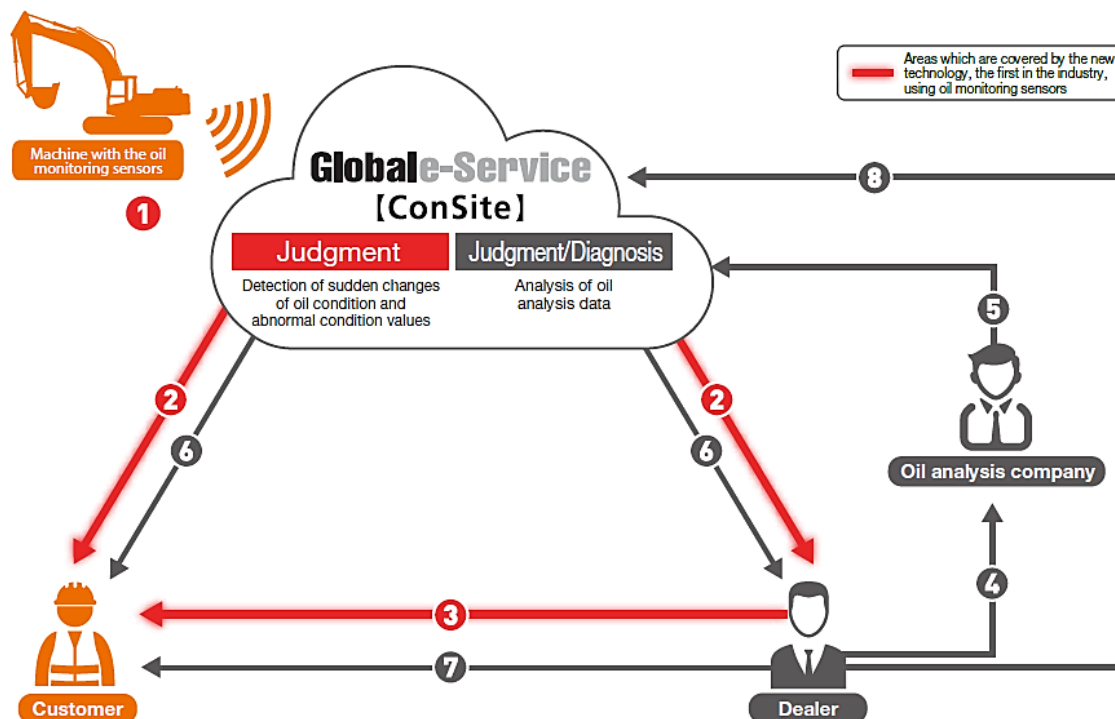 Areas which are covered by the new
technology, the first in the industry,
using oil monitoring sensors
Machine with the oil
monitoring sensors
1
Globale-Service
【ConSite】
8
Judgment
Judgment/Diagnosis
Detection of sudden changes
of oil condition and
abnormal condition values
Analysis of oil
analysis data
5
2
2
6
6
Oil analysis company
4
3
7
Customer
Dealer